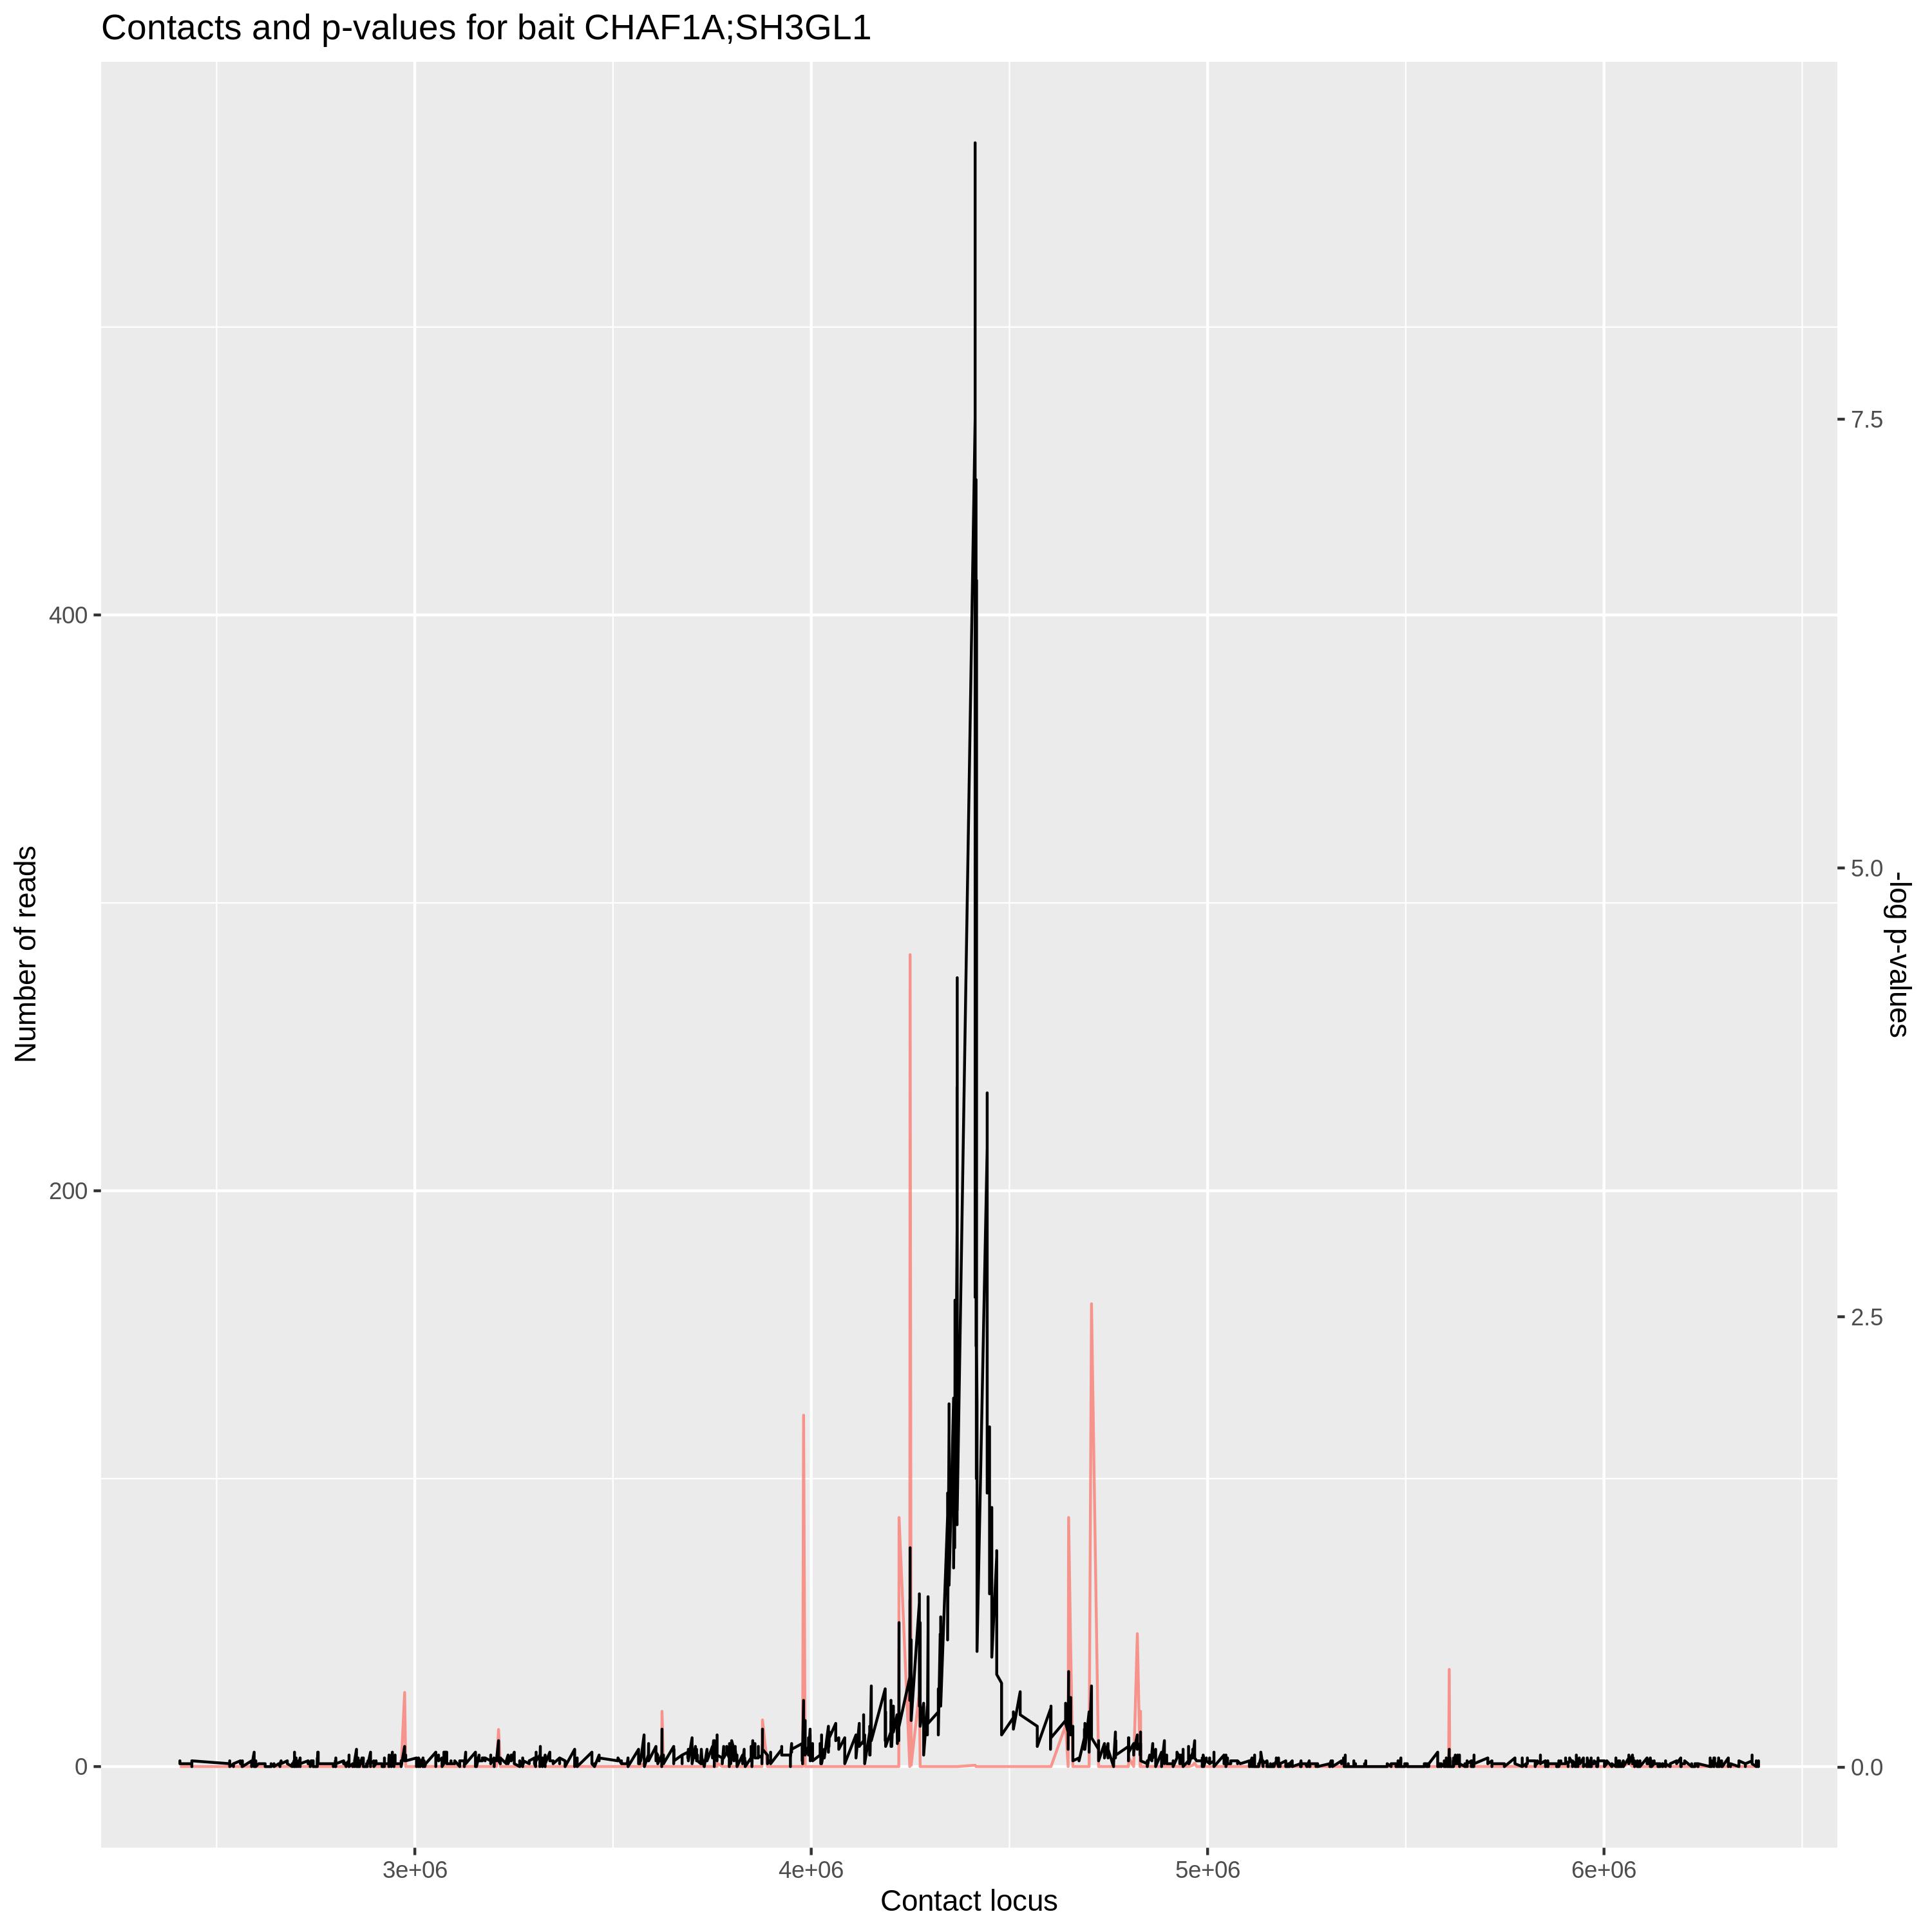 Contacts and p-values for bait CHAF1A;SH3GL1
Number of reads
400
200
0
7.5
5.0
2.5
0.0
-log p-values
3e+06
4e+06
5e+06
6e+06
Contact locus